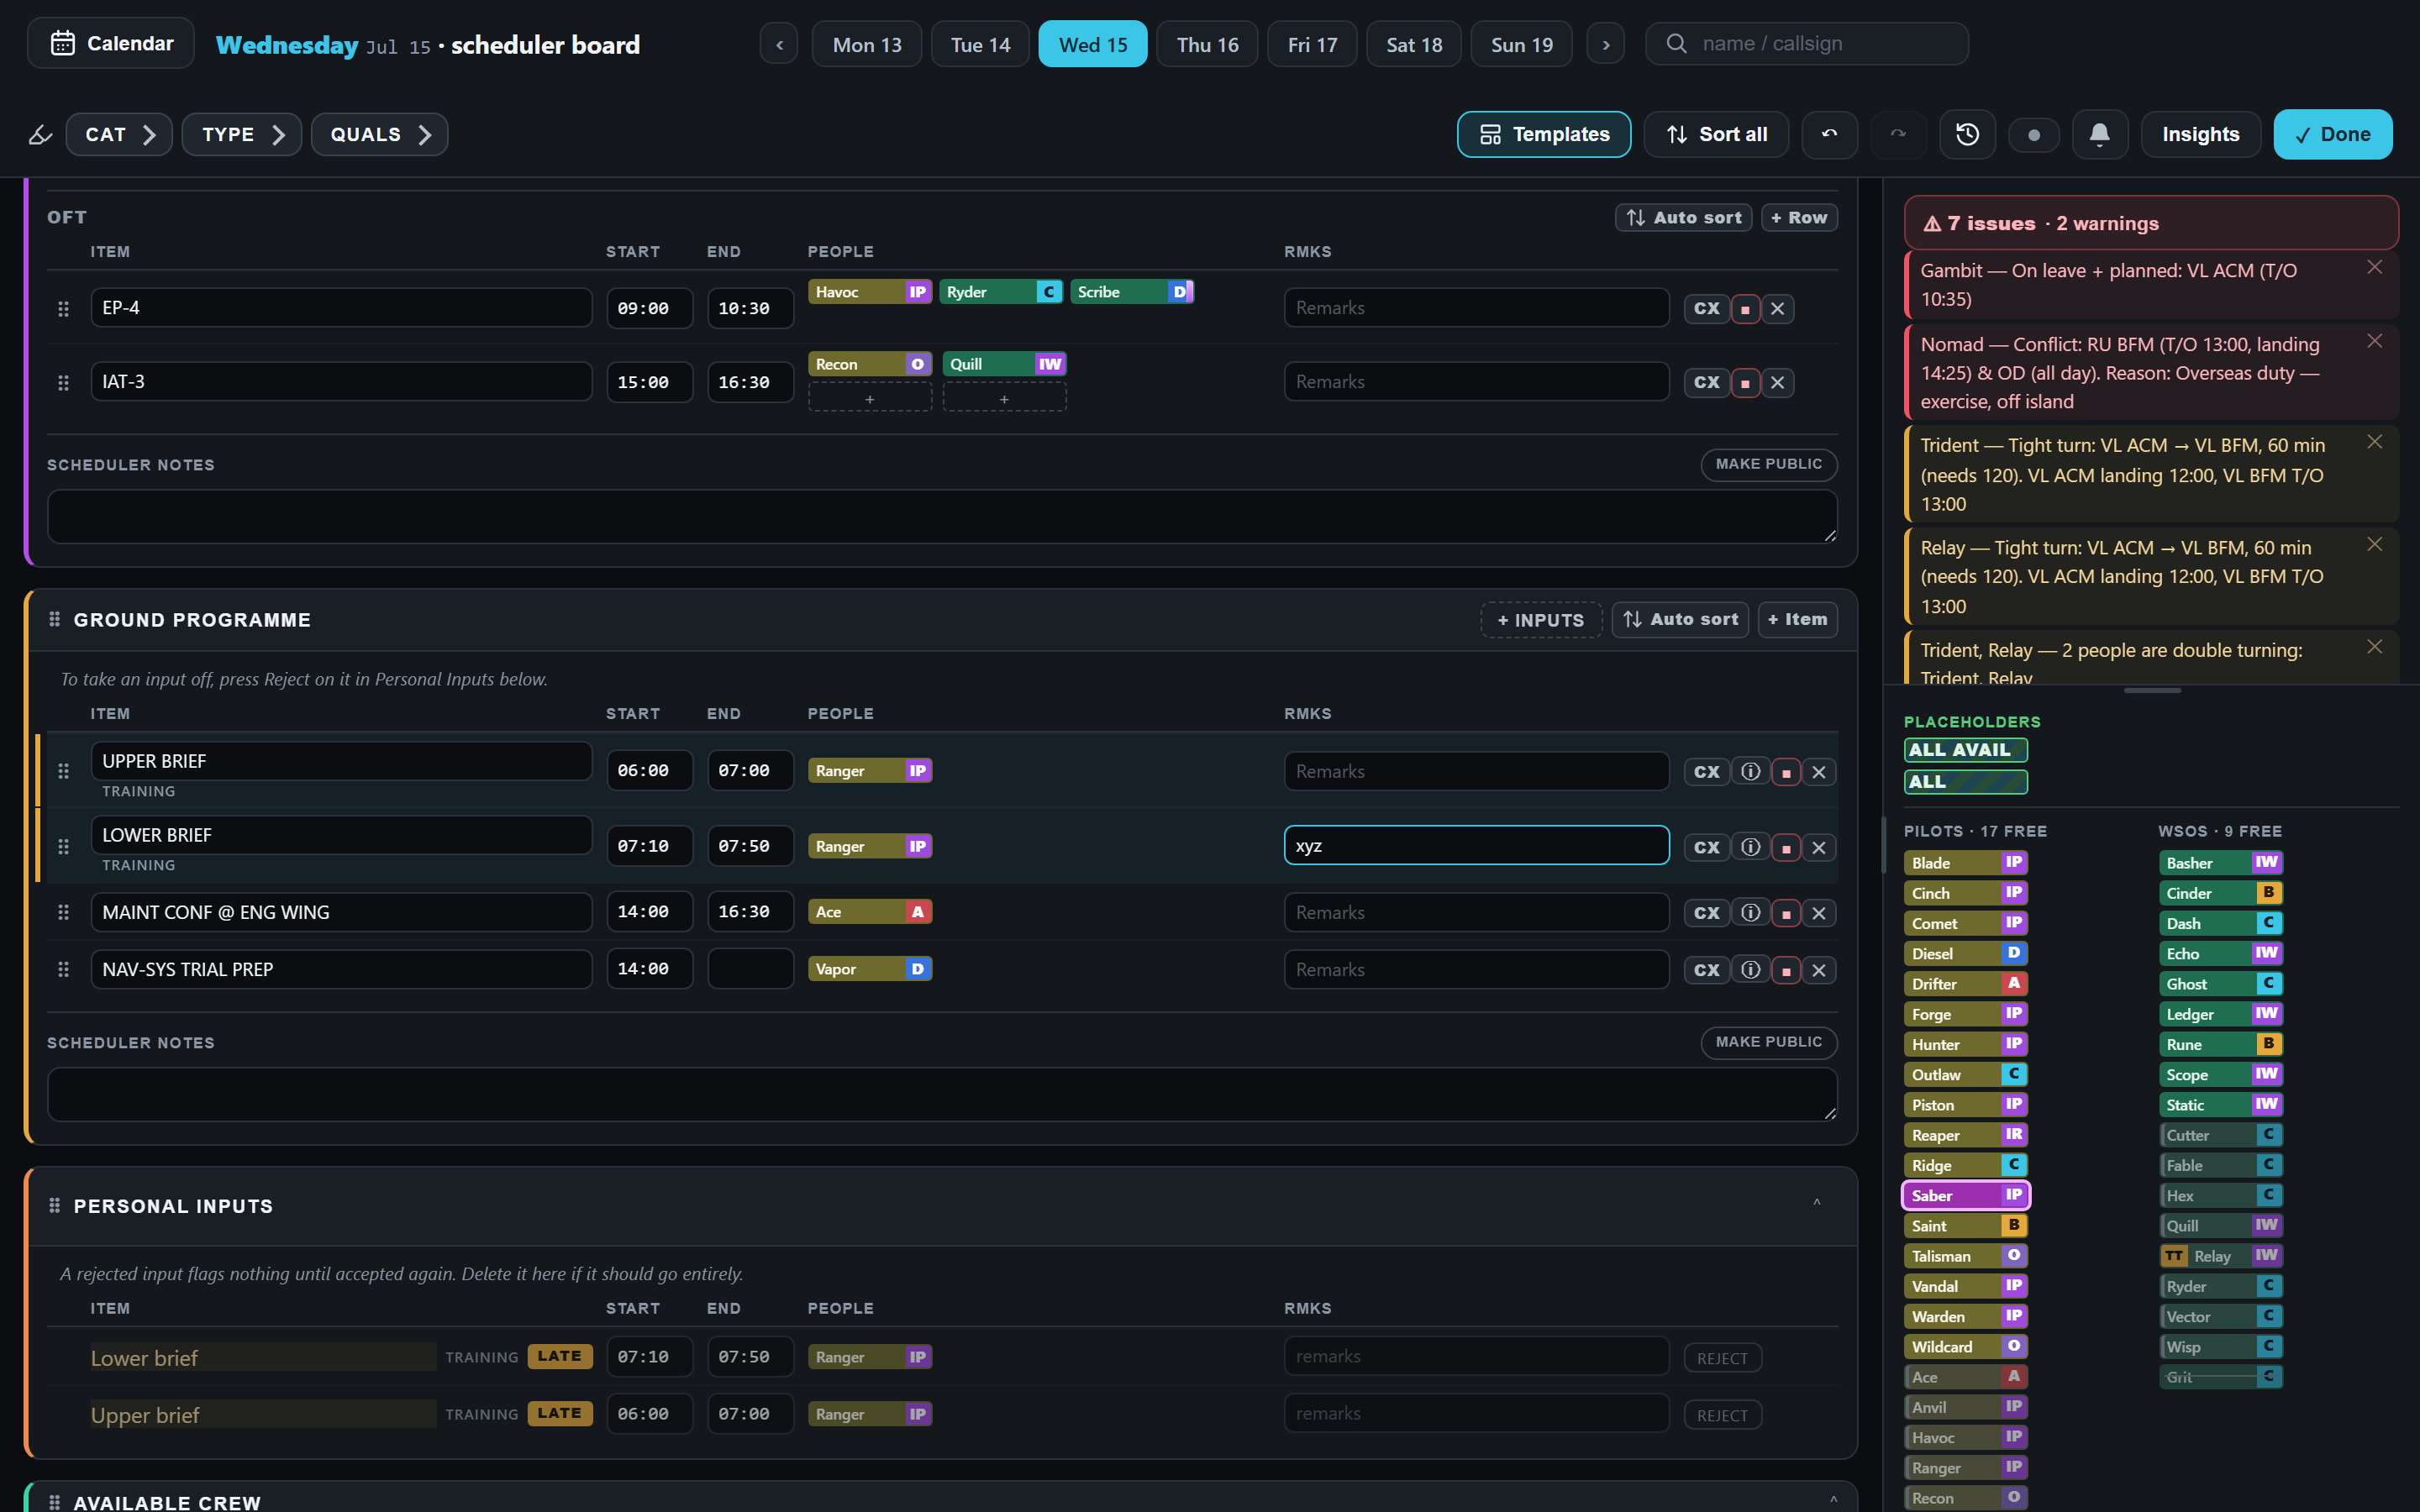 Calendar
Wednesday Jul 15 · scheduler board
‹ Mon 13 Tue 14 Wed 15 Thu 16 Fri 17 Sat 18 Sun 19 ›
name / callsign
CAT TYPE QUALS
Templates Sort all Insights ✓ Done
OFT
Auto sort + Row
ITEM START END PEOPLE RMKS
EP-4 09:00 10:30 Havoc IP Ryder C Scribe D Remarks CX
IAT-3 15:00 16:30 Recon O Quill IW Remarks CX
+ +
SCHEDULER NOTES MAKE PUBLIC
GROUND PROGRAMME
+ INPUTS Auto sort + Item
To take an input off, press Reject on it in Personal Inputs below.
ITEM START END PEOPLE RMKS
UPPER BRIEF 06:00 07:00 Ranger IP Remarks CX
TRAINING
LOWER BRIEF 07:10 07:50 Ranger IP xyz CX
TRAINING
MAINT CONF @ ENG WING 14:00 16:30 Ace A Remarks CX
NAV-SYS TRIAL PREP 14:00 Vapor D Remarks CX
SCHEDULER NOTES MAKE PUBLIC
PERSONAL INPUTS
A rejected input flags nothing until accepted again. Delete it here if it should go entirely.
ITEM START END PEOPLE RMKS
Lower brief TRAINING LATE 07:10 07:50 Ranger IP remarks REJECT
Upper brief TRAINING LATE 06:00 07:00 Ranger IP remarks REJECT
AVAILABLE CREW
7 issues · 2 warnings
Gambit — On leave + planned: VL ACM (T/O
10:35)
Nomad — Conflict: RU BFM (T/O 13:00, landing
14:25) & OD (all day). Reason: Overseas duty —
exercise, off island
Trident — Tight turn: VL ACM → VL BFM, 60 min
(needs 120). VL ACM landing 12:00, VL BFM T/O
13:00
Relay — Tight turn: VL ACM → VL BFM, 60 min
(needs 120). VL ACM landing 12:00, VL BFM T/O
13:00
Trident, Relay — 2 people are double turning:
Trident, Relay
PLACEHOLDERS
ALL AVAIL
ALL
PILOTS · 17 FREE
Blade IP
Cinch IP
Comet IP
Diesel D
Drifter A
Forge IP
Hunter IP
Outlaw C
Piston IP
Reaper IR
Ridge C
Saber IP
Saint B
Talisman O
Vandal IP
Warden IP
Wildcard O
Ace A
Anvil IP
Havoc IP
Ranger IP
Recon O
WSOS · 9 FREE
Basher IW
Cinder B
Dash C
Echo IW
Ghost C
Ledger IW
Rune B
Scope IW
Static IW
Cutter C
Fable C
Hex C
Quill IW
TT Relay IW
Ryder C
Vector C
Wisp C
Grit C